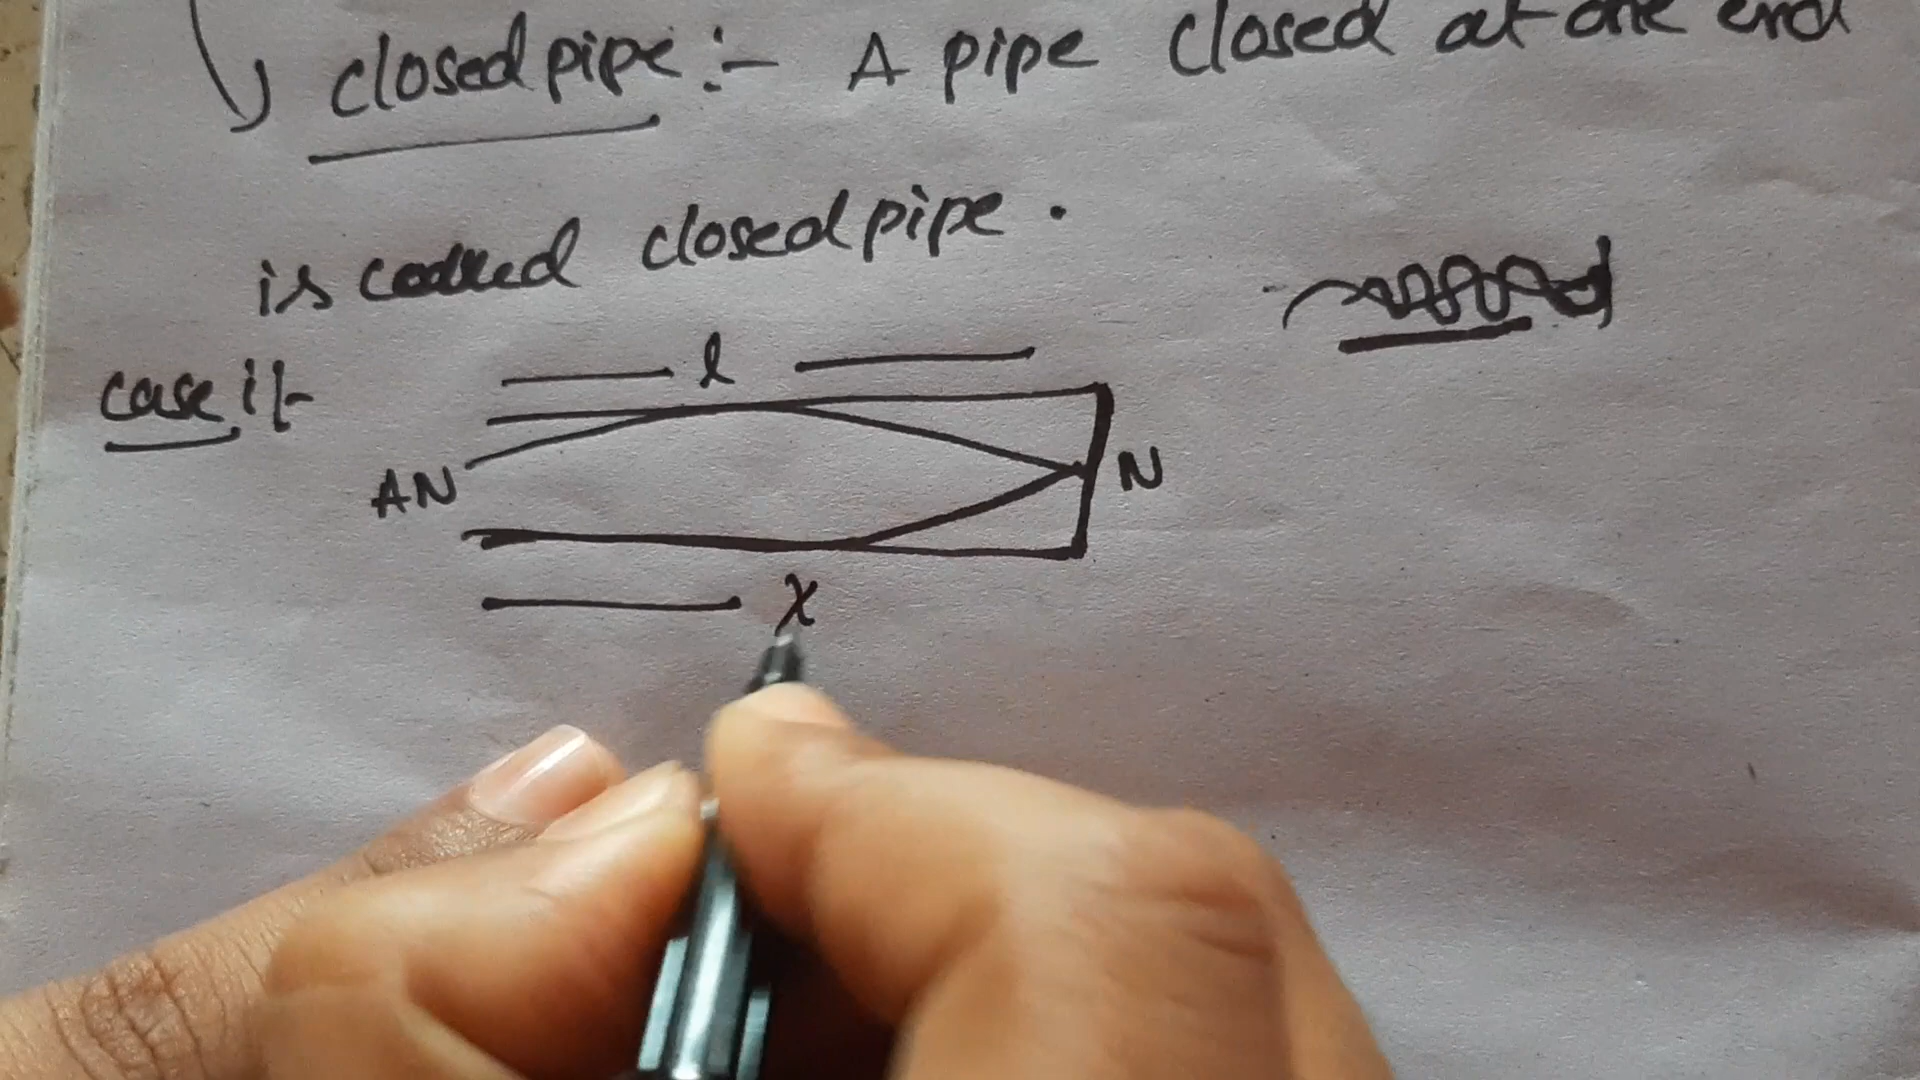 closed pipe :- A pipe closed at one end
is called closed pipe .
case i :-
l
AN
N